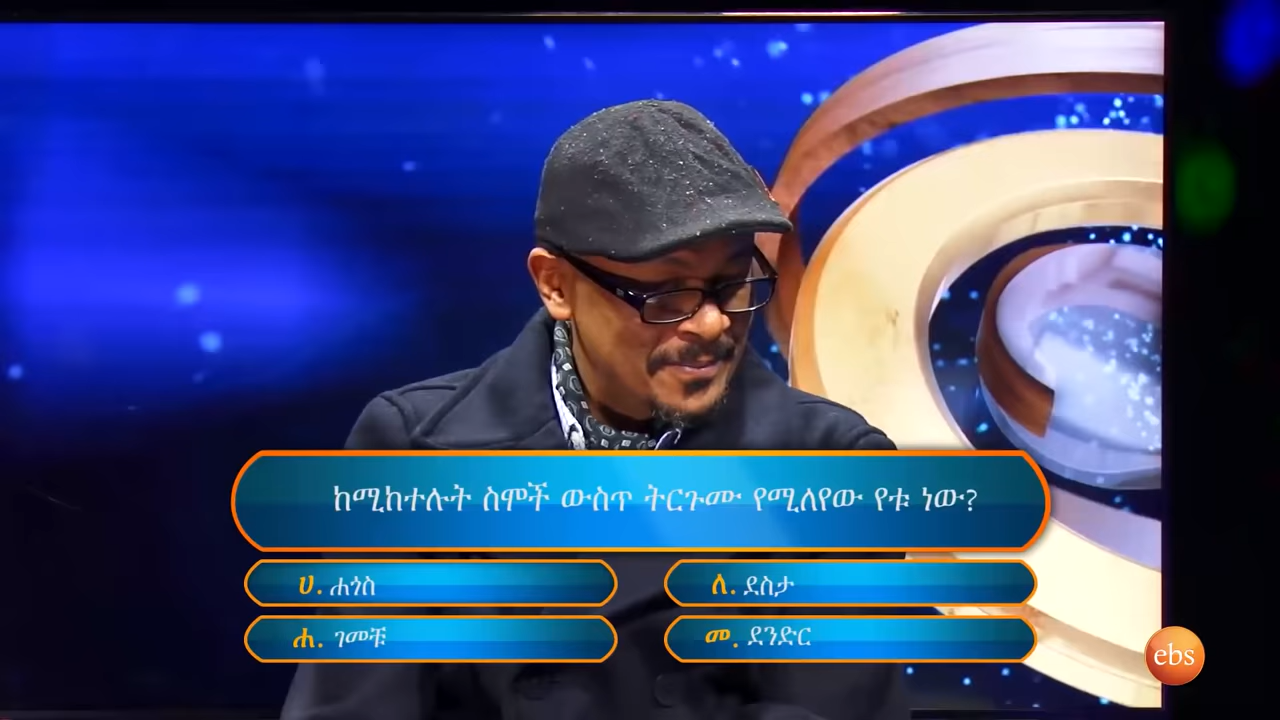 ከሚከተሉት ስሞች ውስጥ ትርጉሙ የሚለየው የቱ ነው?
ሀ. ሐጎስ
ለ. ደስታ
ሐ. ገመቹ
መ. ደንድር
ebs